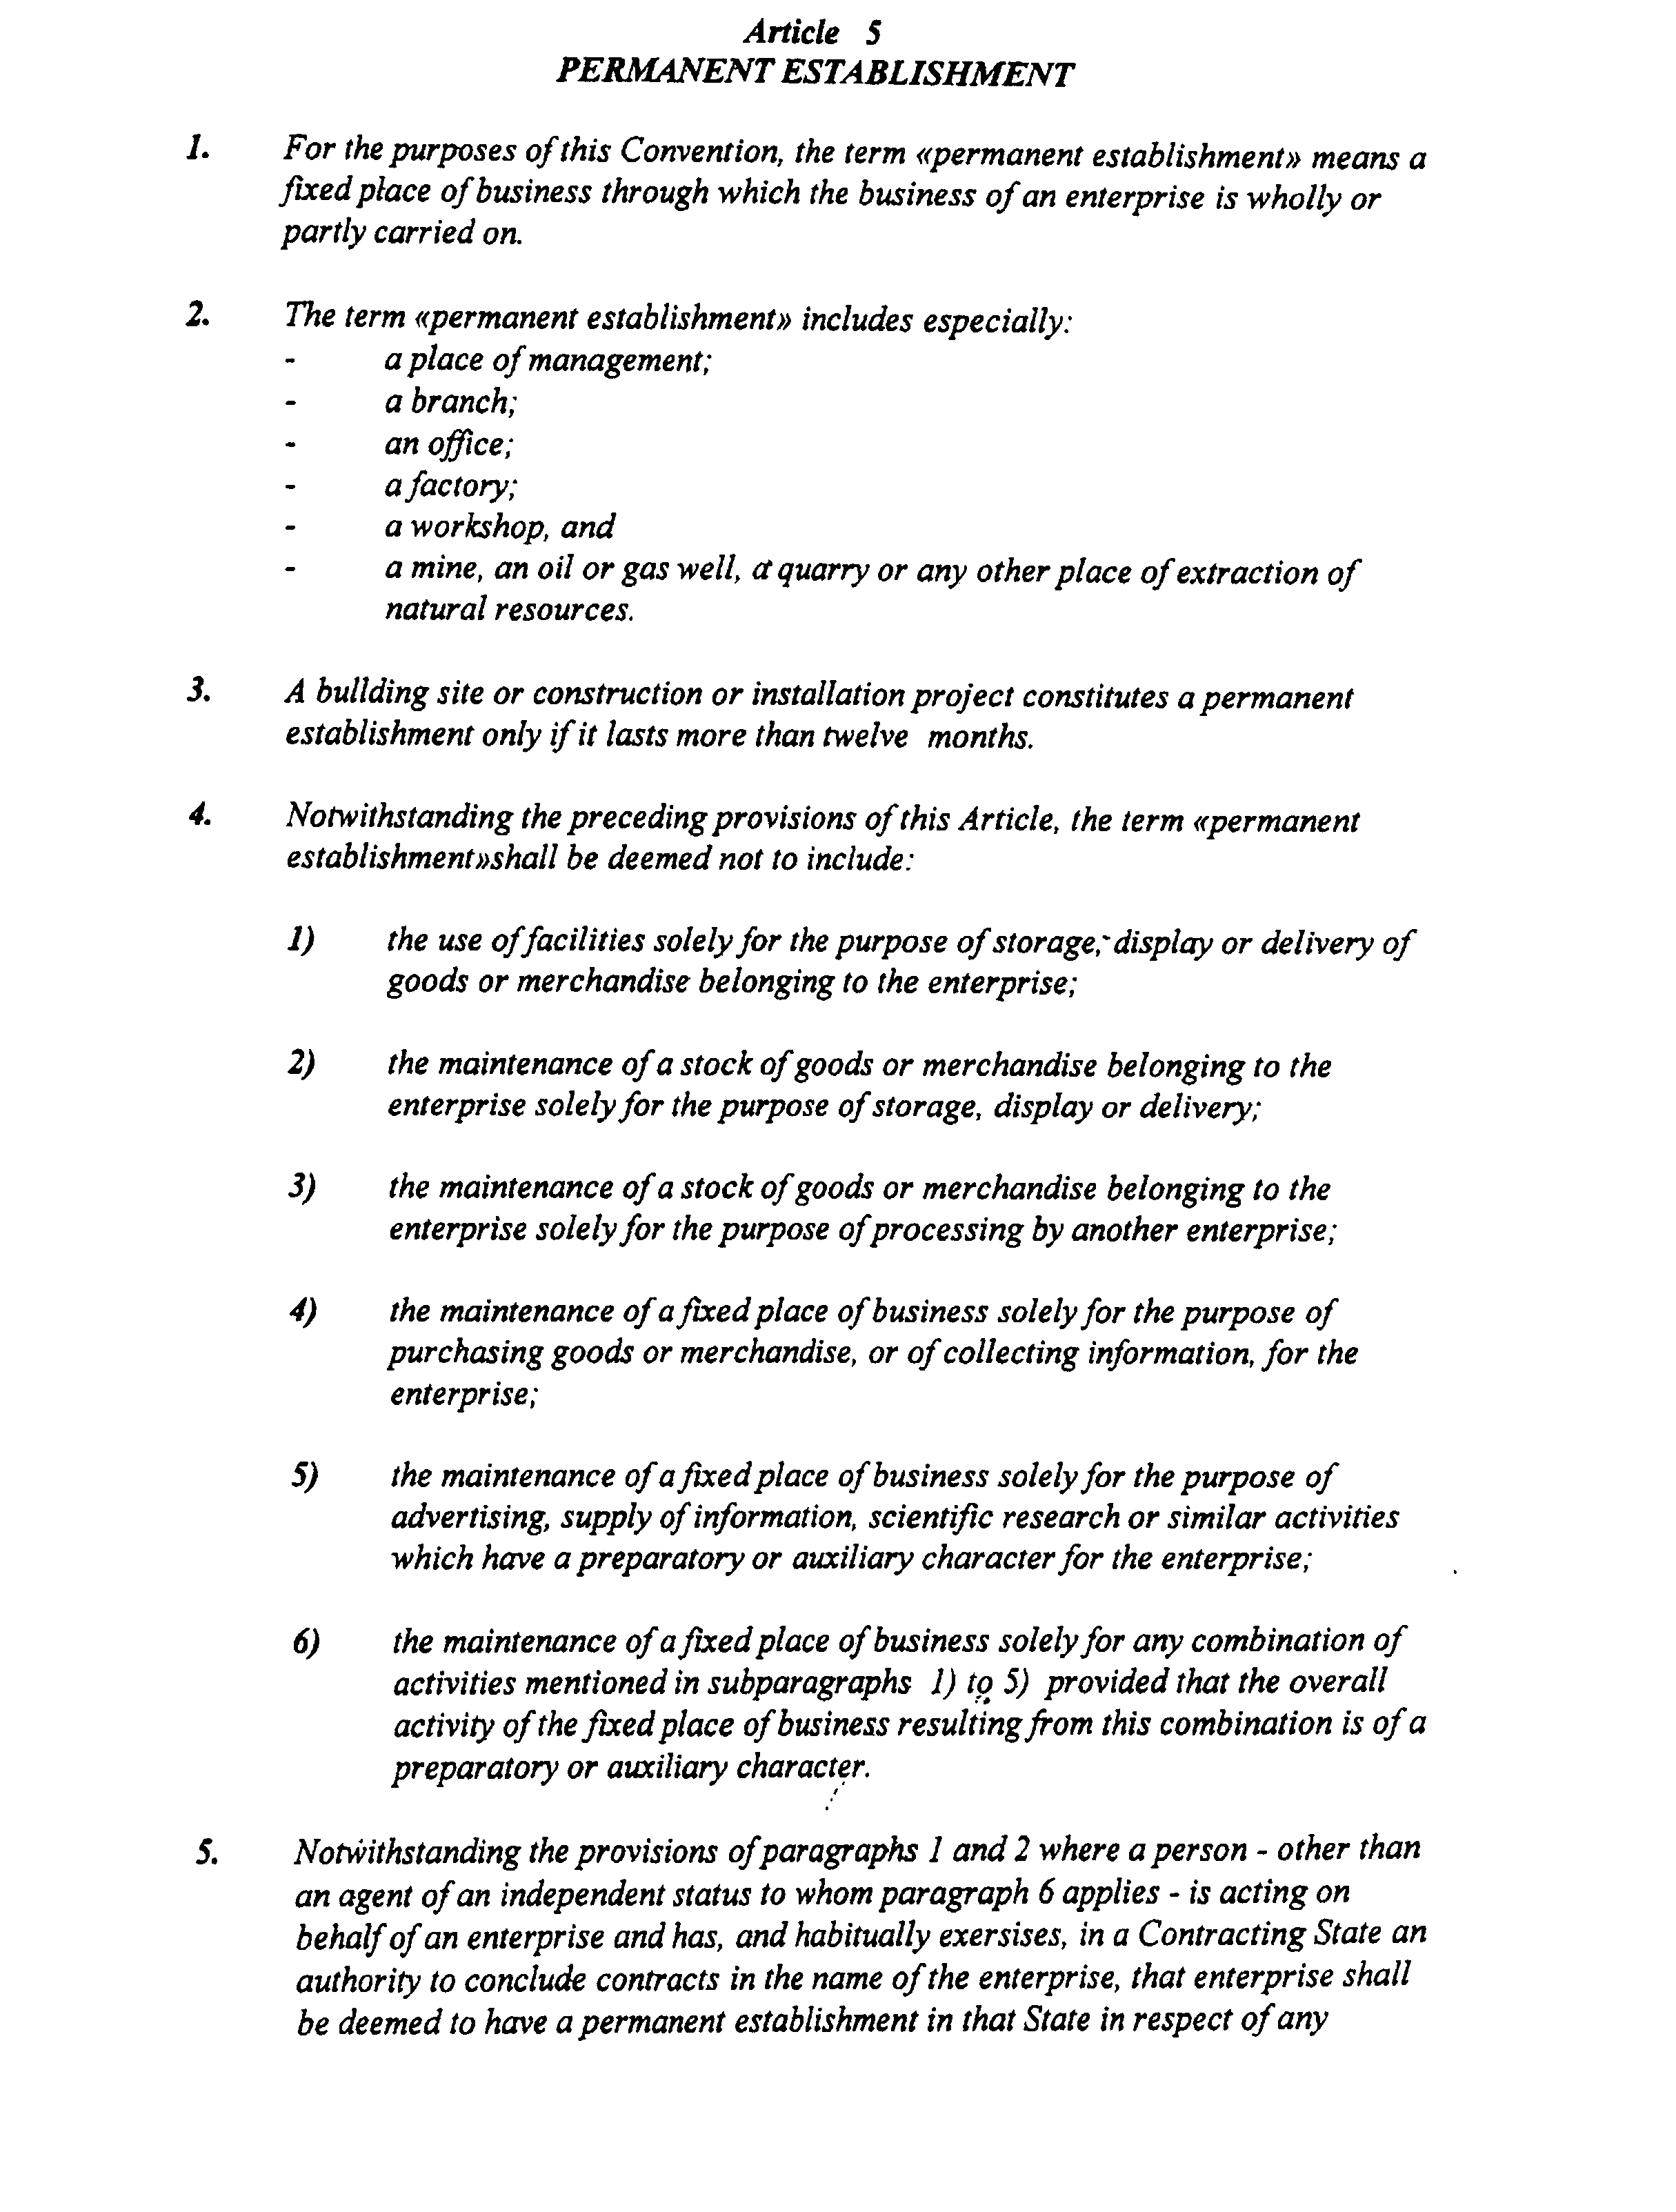 Article 5
PERMANENT ESTABLISHMENT
1. For the purposes of this Convention, the term «permanent establishment» means a
fixed place of business through which the business of an enterprise is wholly or
partly carried on.
2. The term «permanent establishment» includes especially:
- a place of management;
- a branch;
- an office;
- a factory;
- a workshop, and
- a mine, an oil or gas well, a quarry or any other place of extraction of
natural resources.
3. A building site or construction or installation project constitutes a permanent
establishment only if it lasts more than twelve months.
4. Notwithstanding the preceding provisions of this Article, the term «permanent
establishment»shall be deemed not to include:
1) the use of facilities solely for the purpose of storage, display or delivery of
goods or merchandise belonging to the enterprise;
2) the maintenance of a stock of goods or merchandise belonging to the
enterprise solely for the purpose of storage, display or delivery;
3) the maintenance of a stock of goods or merchandise belonging to the
enterprise solely for the purpose of processing by another enterprise;
4) the maintenance of a fixed place of business solely for the purpose of
purchasing goods or merchandise, or of collecting information, for the
enterprise;
5) the maintenance of a fixed place of business solely for the purpose of
advertising, supply of information, scientific research or similar activities
which have a preparatory or auxiliary character for the enterprise;
6) the maintenance of a fixed place of business solely for any combination of
activities mentioned in subparagraphs 1) to 5) provided that the overall
activity of the fixed place of business resulting from this combination is of a
preparatory or auxiliary character.
5. Notwithstanding the provisions of paragraphs 1 and 2 where a person - other than
an agent of an independent status to whom paragraph 6 applies - is acting on
behalf of an enterprise and has, and habitually exersises, in a Contracting State an
authority to conclude contracts in the name of the enterprise, that enterprise shall
be deemed to have a permanent establishment in that State in respect of any